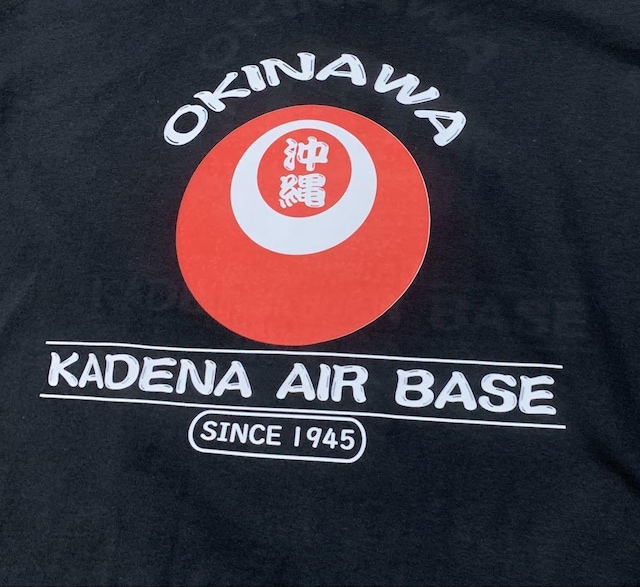 OKINAWA
沖
縄
KADENA AIR BASE
SINCE 1945